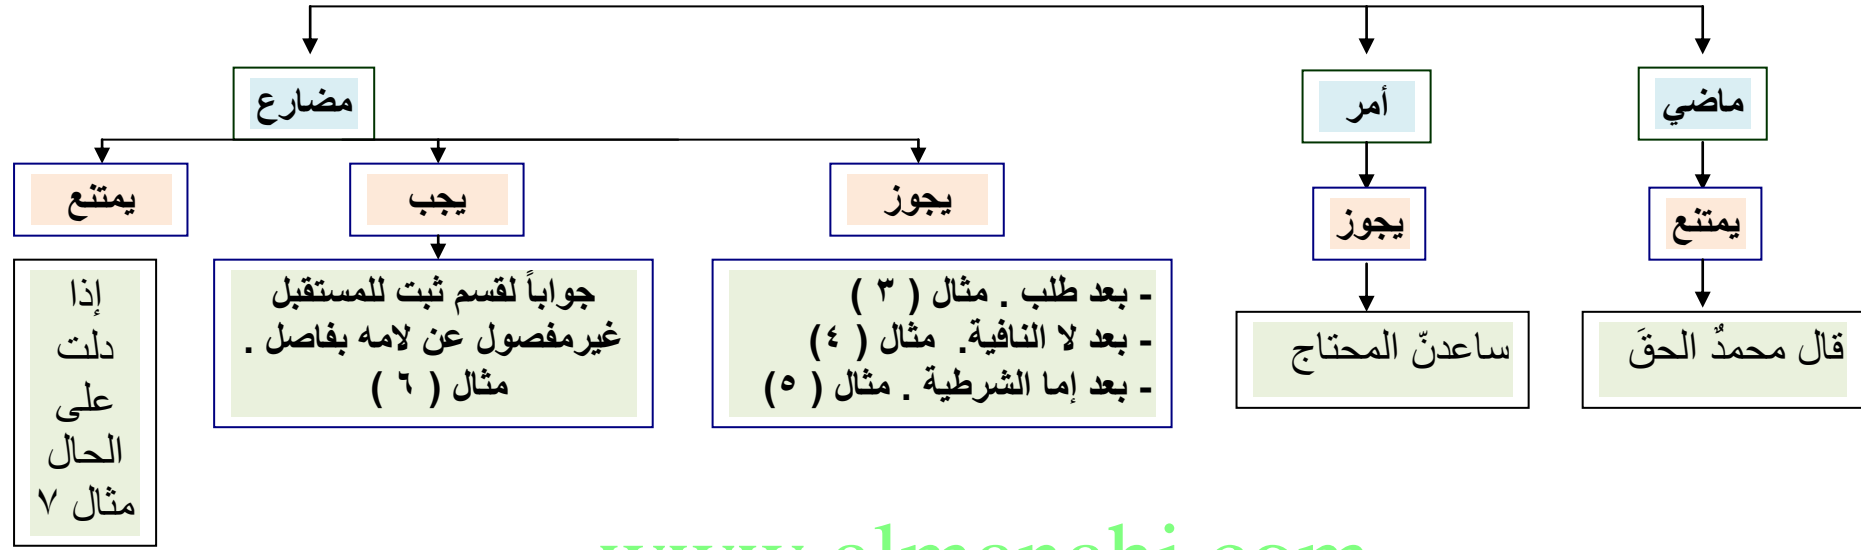 ماضي
أمر
مضارع
يمتنع
يجوز
يجوز
يجب
يمتنع
قال محمدٌ الحقَ
ساعدنّ المحتاج
- بعد طلب . مثال ( ٣ )
- بعد لا النافية. مثال ( ٤)
- بعد إما الشرطية . مثال ( ٥)
جواباً لقسم ثبت للمستقبل
غيرمفصول عن لامه بفاصل .
مثال ( ٦ )
إذا
دلت
على
الحال
مثال ٧